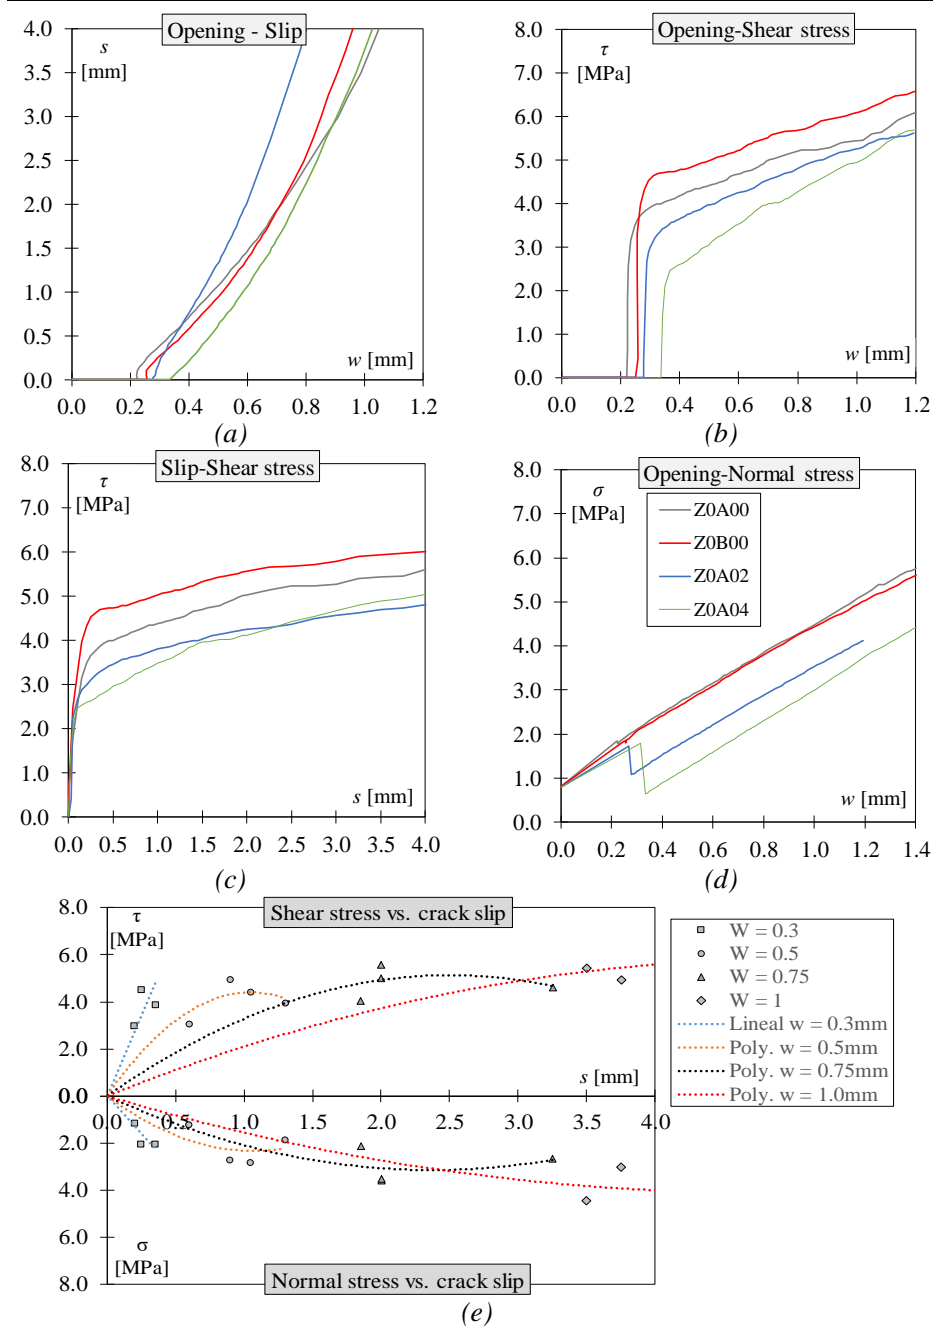 Opening - Slip
s
[mm]
4.0
3.5
3.0
2.5
2.0
1.5
1.0
0.5
0.0
w [mm]
0.0 0.2 0.4 0.6 0.8 1.0 1.2
(a)
Opening-Shear stress
τ
[MPa]
8.0
7.0
6.0
5.0
4.0
3.0
2.0
1.0
0.0
w [mm]
0.0 0.2 0.4 0.6 0.8 1.0 1.2
(b)
Slip-Shear stress
τ
[MPa]
8.0
7.0
6.0
5.0
4.0
3.0
2.0
1.0
0.0
s [mm]
0.0 0.5 1.0 1.5 2.0 2.5 3.0 3.5 4.0
(c)
Opening-Normal stress
σ
[MPa]
8.0
7.0
6.0
5.0
4.0
3.0
2.0
1.0
0.0
Z0A00
Z0B00
Z0A02
Z0A04
w [mm]
0.0 0.2 0.4 0.6 0.8 1.0 1.2 1.4
(d)
Shear stress vs. crack slip
τ
[MPa]
8.0
6.0
4.0
2.0
0.0
s [mm]
0.0 0.5 1.0 1.5 2.0 2.5 3.0 3.5 4.0
2.0
4.0
6.0
8.0
σ
[MPa]
Normal stress vs. crack slip
W = 0.3
W = 0.5
W = 0.75
W = 1
Lineal w = 0.3mm
Poly. w = 0.5mm
Poly. w = 0.75mm
Poly. w = 1.0mm
(e)